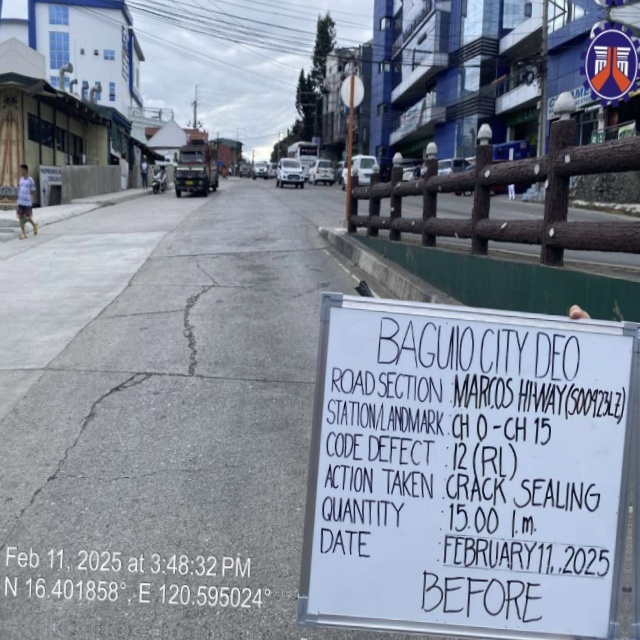 BAGUIO CITY DEO
ROAD SECTION : MARCOS HIWAY (S00923LZ)
STATION/LANDMARK : CH 0 - CH 15
CODE DEFECT : 12 (RL)
ACTION TAKEN : CRACK SEALING
QUANTITY : 15.00 l.m.
DATE : FEBRUARY 11, 2025
BEFORE
Feb 11, 2025 at 3:48:32 PM
N 16.401858°, E 120.595024°